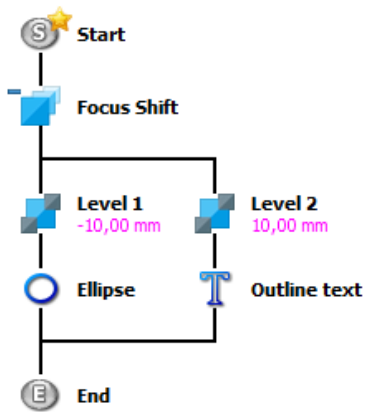 S
Start
Focus Shift
Level 1
-10,00 mm
Level 2
10,00 mm
Ellipse
T
Outline text
E
End